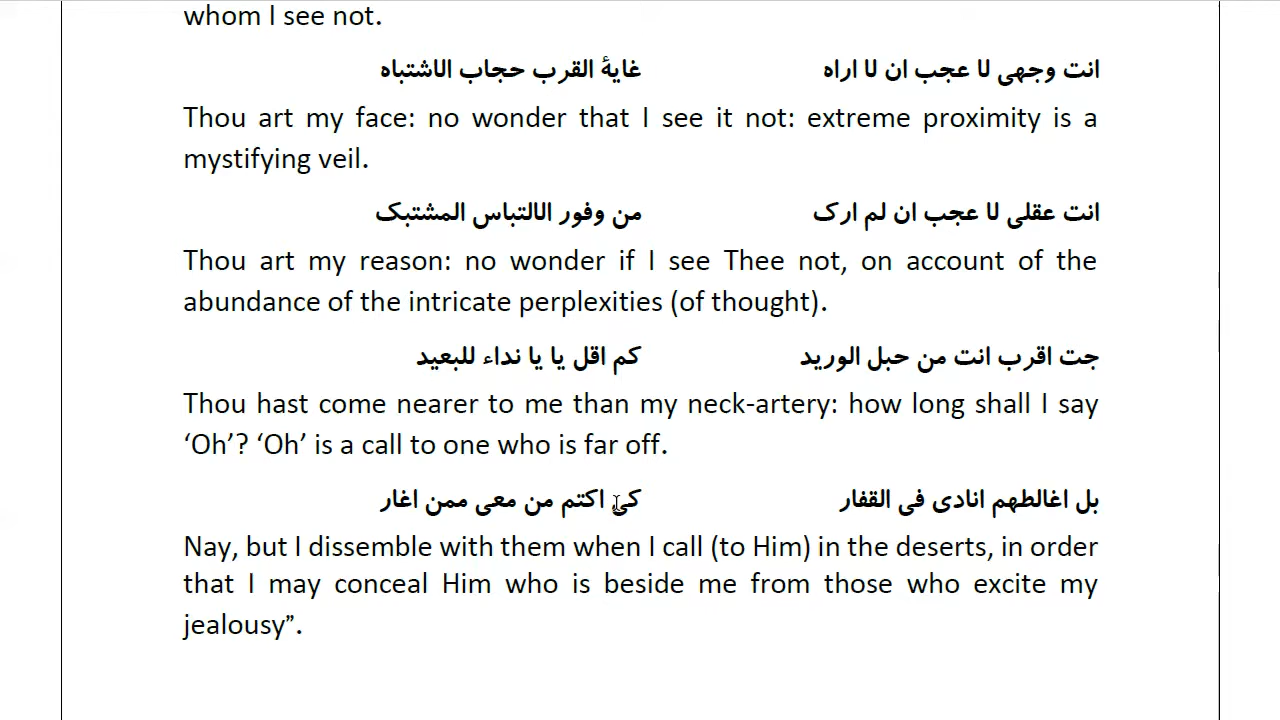 whom I see not.
انت وجهی لا عجب ان لا اراه غایۀ القرب حجاب الاشتباه
Thou art my face: no wonder that I see it not: extreme proximity is a
mystifying veil.
انت عقلی لا عجب ان لم ارک من وفور الالتباس المشتبک
Thou art my reason: no wonder if I see Thee not, on account of the
abundance of the intricate perplexities (of thought).
جت اقرب انت من حبل الورید کم اقل یا یا نداء للبعید
Thou hast come nearer to me than my neck-artery: how long shall I say
‘Oh’? ‘Oh’ is a call to one who is far off.
بل اغالطهم انادی فی القفار کی اکتم من معی ممن اغار
Nay, but I dissemble with them when I call (to Him) in the deserts, in order
that I may conceal Him who is beside me from those who excite my
jealousy”.